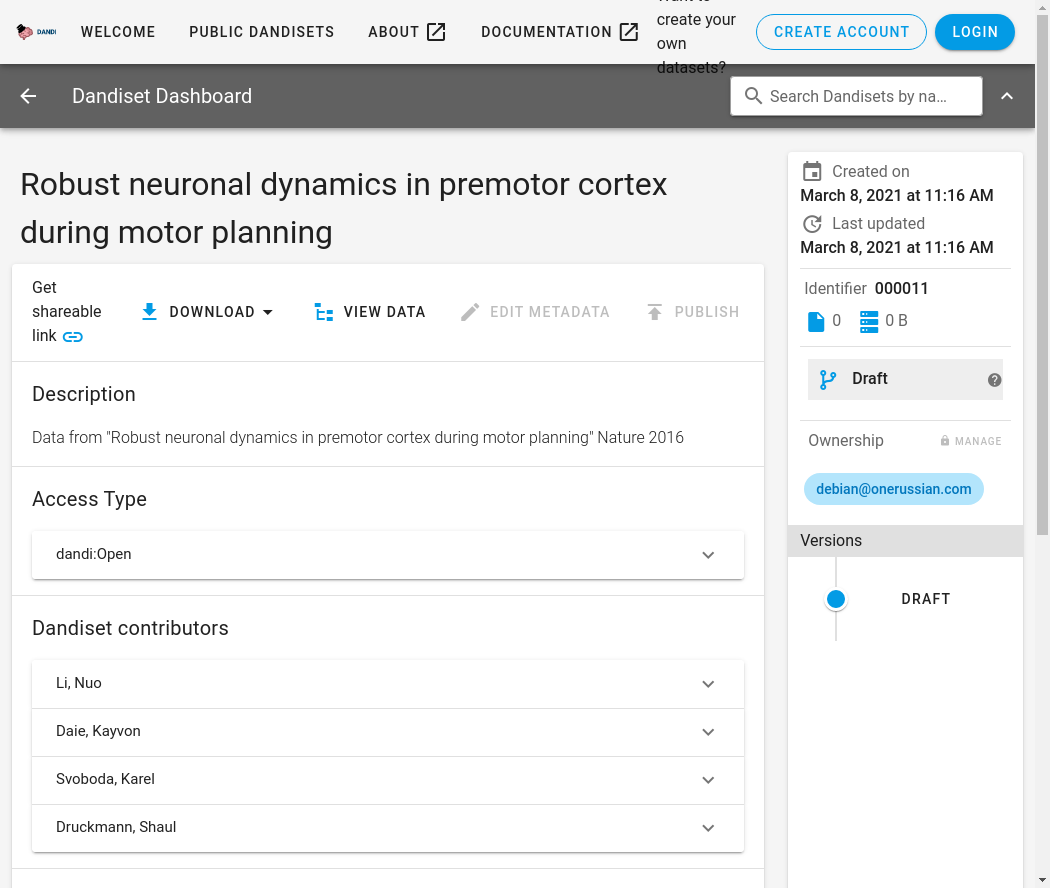 DANDI
WELCOME
PUBLIC DANDISETS
ABOUT
DOCUMENTATION
create your
own
datasets?
CREATE ACCOUNT
LOGIN
Dandiset Dashboard
Search Dandisets by na…
Robust neuronal dynamics in premotor cortex
during motor planning
Get
shareable
link
DOWNLOAD
VIEW DATA
EDIT METADATA
PUBLISH
Description
Data from "Robust neuronal dynamics in premotor cortex during motor planning" Nature 2016
Access Type
dandi:Open
Dandiset contributors
Li, Nuo
Daie, Kayvon
Svoboda, Karel
Druckmann, Shaul
Created on
March 8, 2021 at 11:16 AM
Last updated
March 8, 2021 at 11:16 AM
Identifier 000011
0
0 B
Draft
Ownership
MANAGE
debian@onerussian.com
Versions
DRAFT